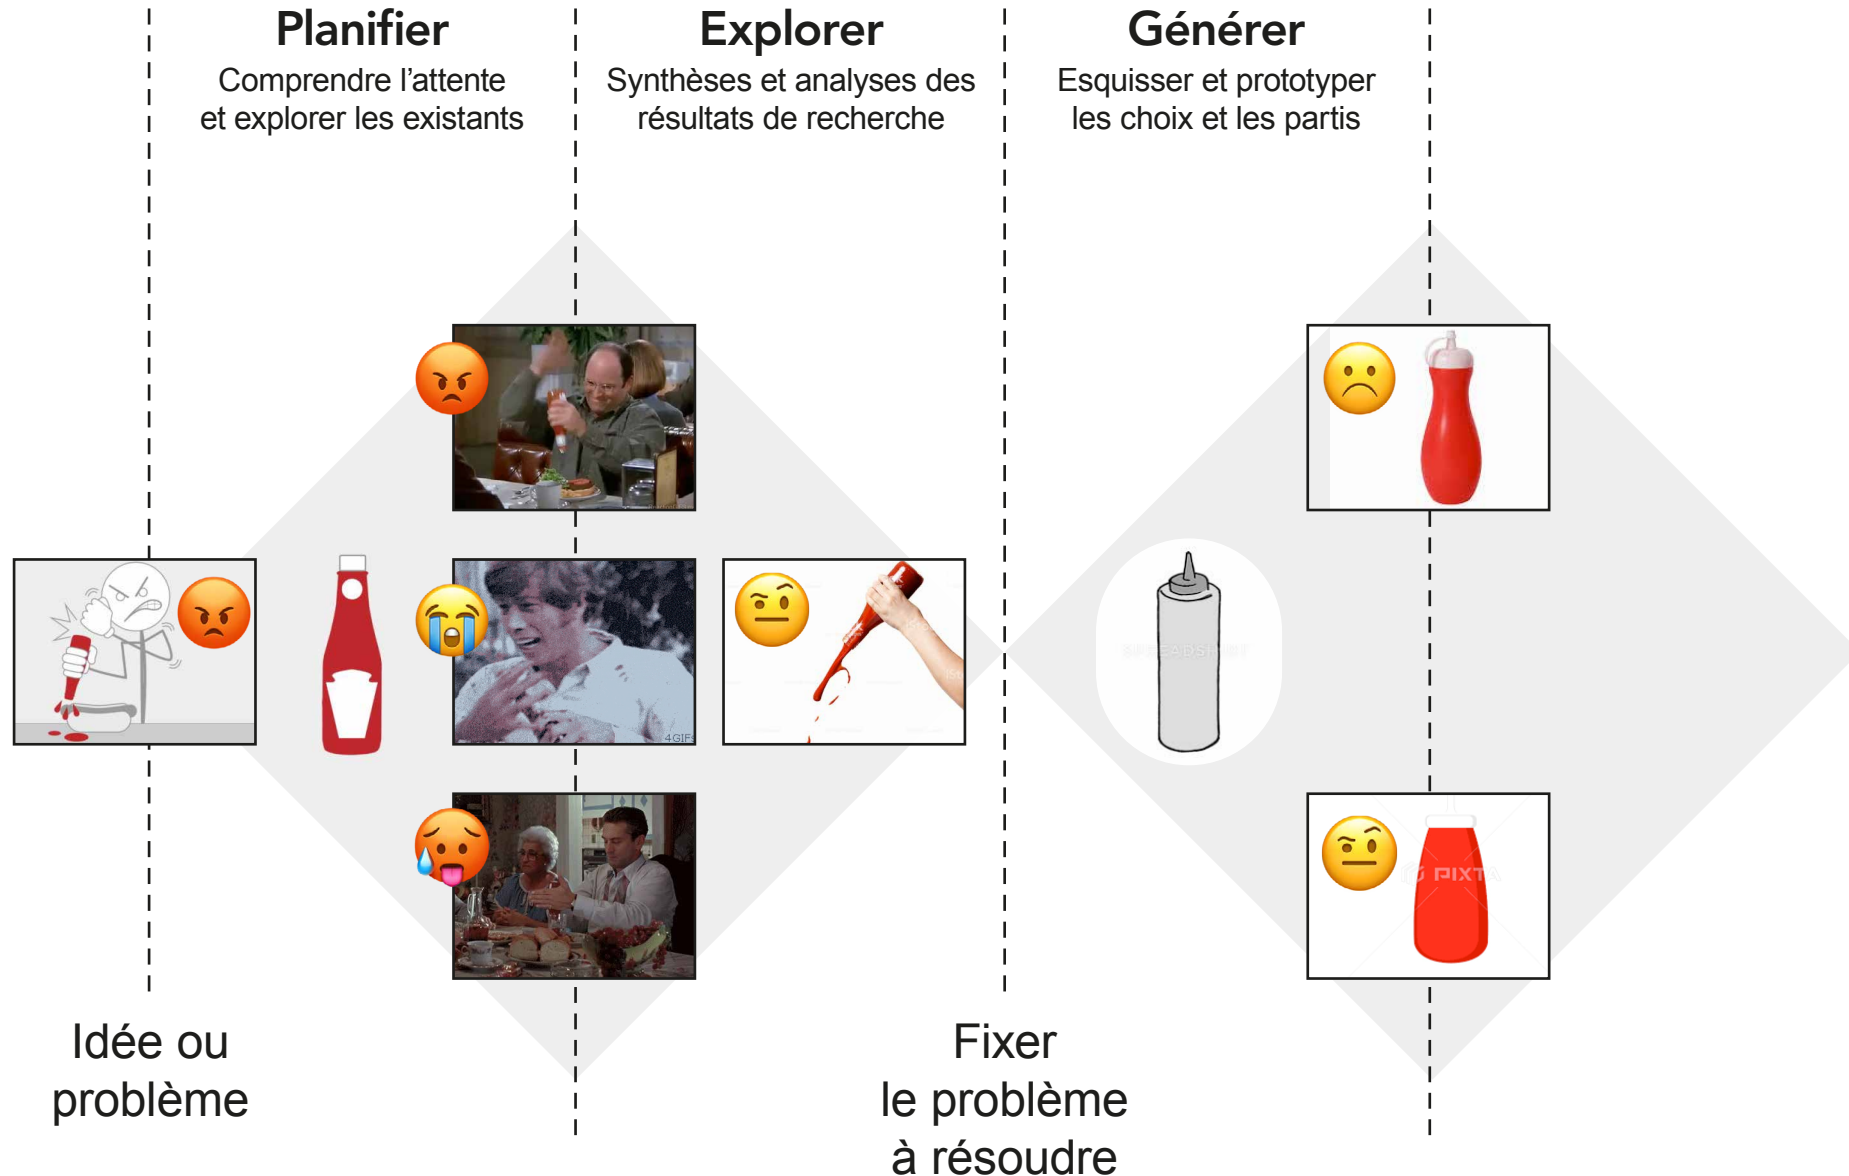 Planifier
Comprendre l'attente
et explorer les existants
Explorer
Synthèses et analyses des
résultats de recherche
Générer
Esquisser et prototyper
les choix et les partis
4GIFs
PIXTA
Idée ou
problème
Fixer
le problème
à résoudre